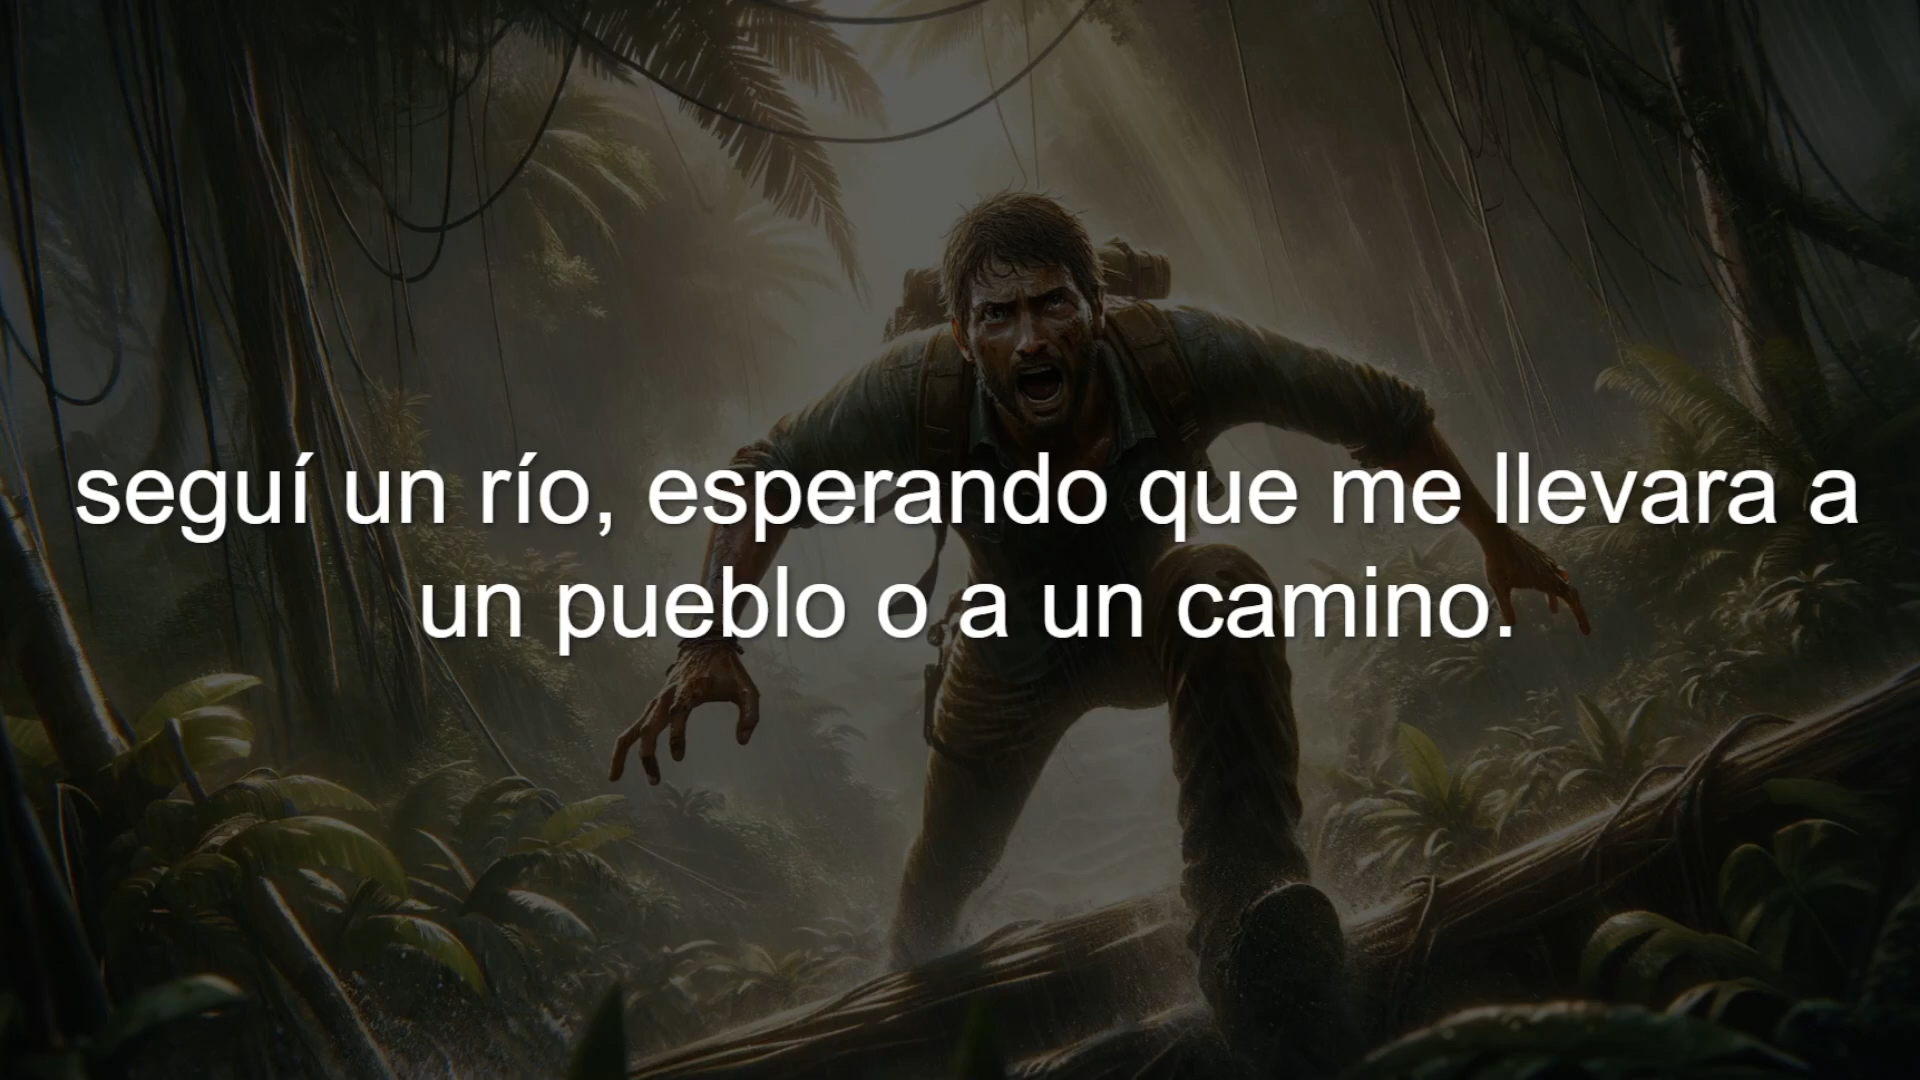 seguí un río, esperando que me llevara a
un pueblo o a un camino.